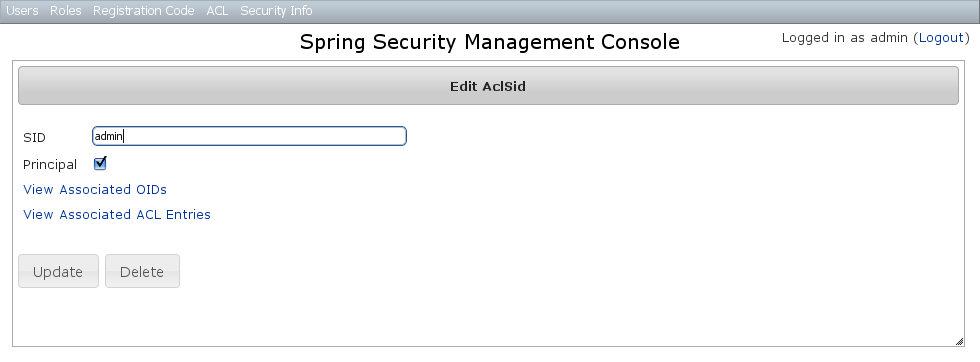 Users Roles Registration Code ACL Security Info
Spring Security Management Console
Logged in as admin (Logout)
Edit AclSid
SID admin
Principal
View Associated OIDs
View Associated ACL Entries
Update Delete